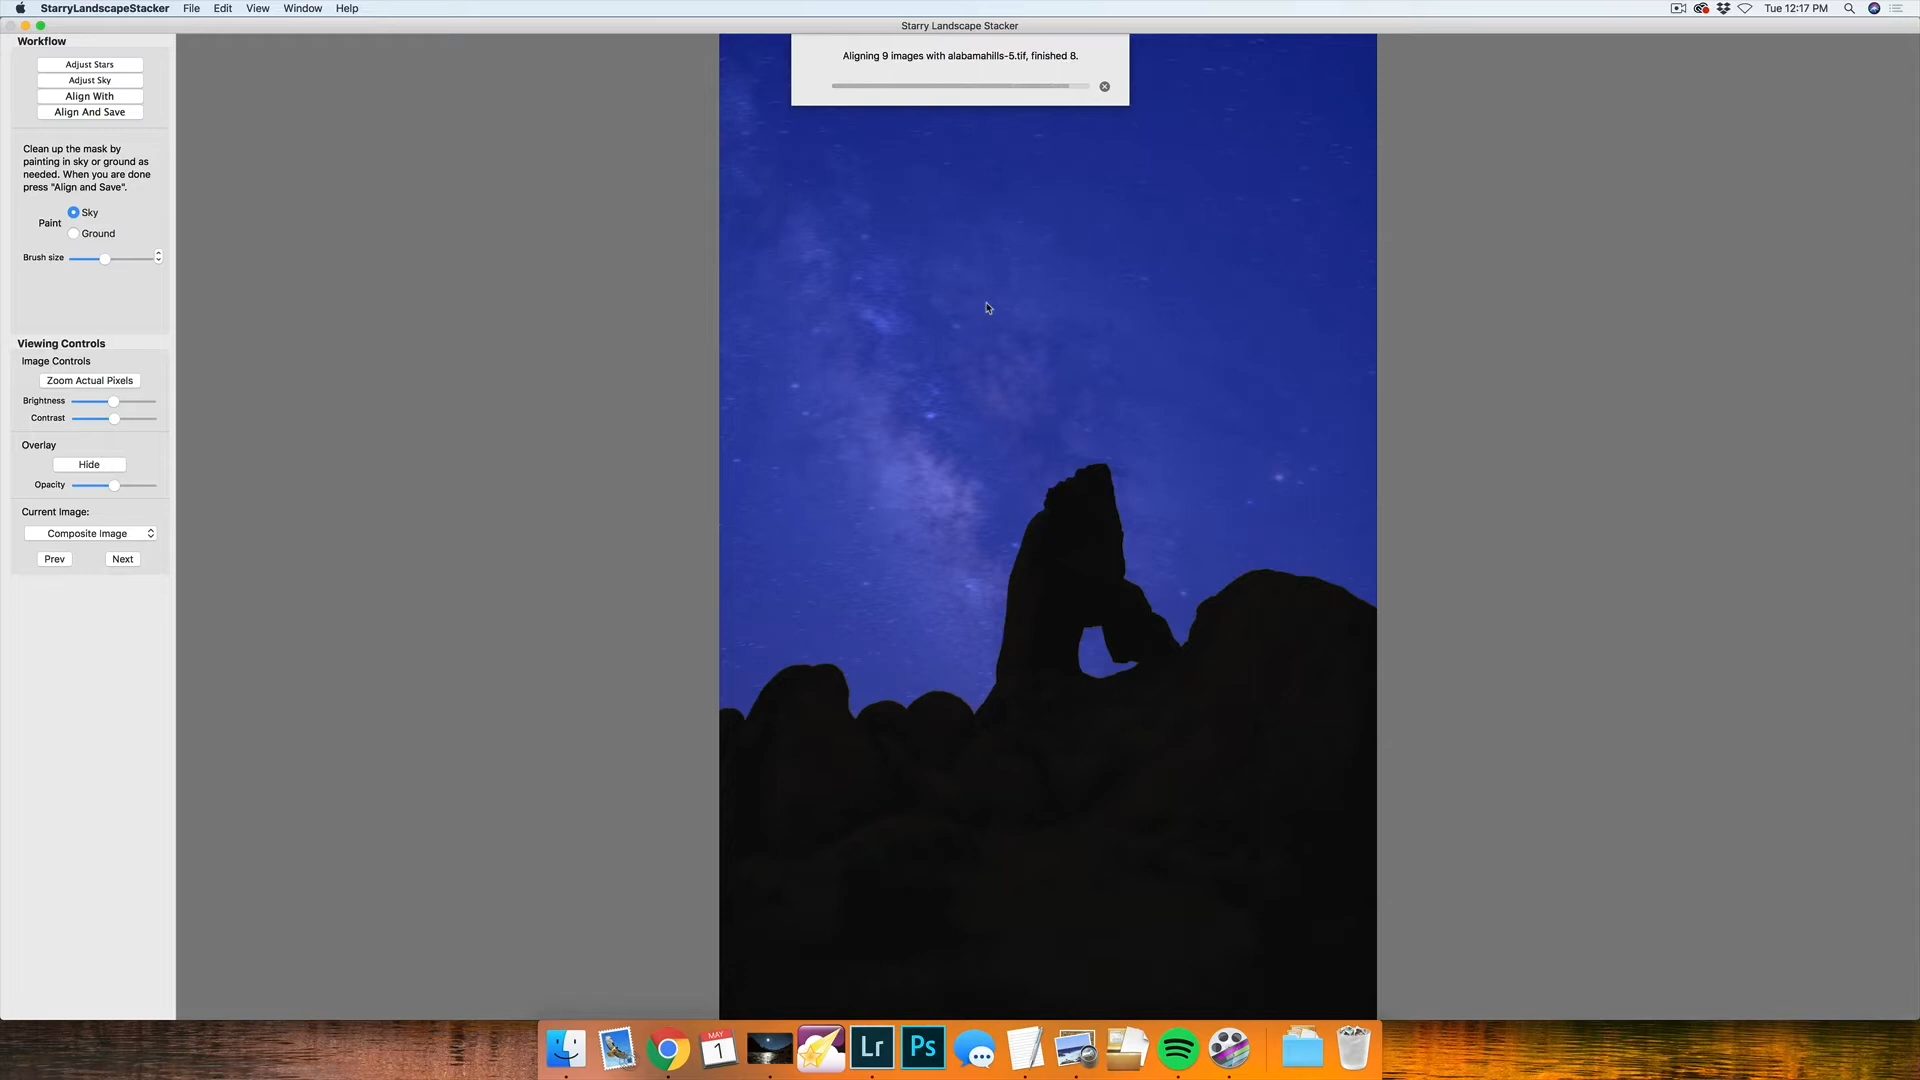 StarryLandscapeStacker File Edit View Window Help
Tue 12:17 PM
Starry Landscape Stacker
Workflow
Adjust Stars
Adjust Sky
Align With
Align And Save
Clean up the mask by
painting in sky or ground as
needed. When you are done
press "Align and Save".
Paint
Sky
Ground
Brush size
Viewing Controls
Image Controls
Zoom Actual Pixels
Brightness
Contrast
Overlay
Hide
Opacity
Current Image:
Composite Image
Prev Next
Aligning 9 images with alabamahills-5.tif, finished 8.
MAY
1
Lr
Ps